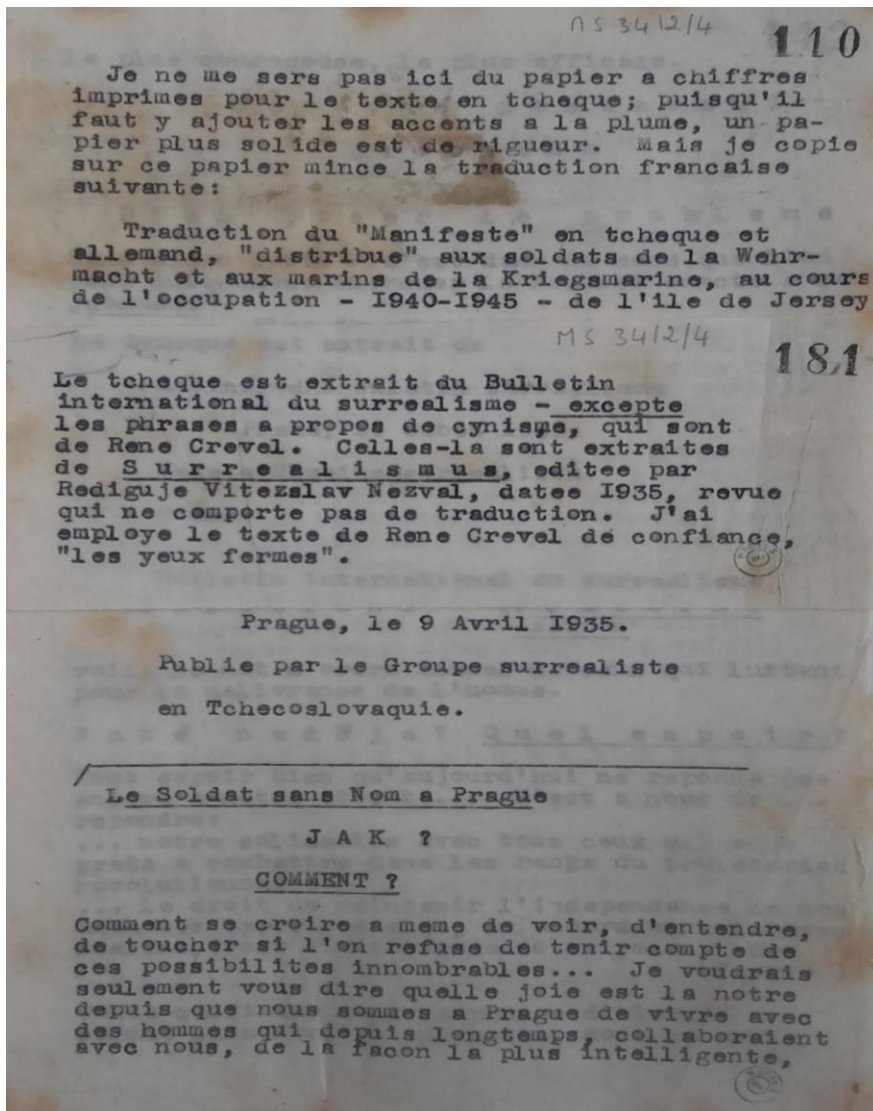 MS 34/2/4
110
Je ne me sers pas ici du papier a chiffres
imprimes pour le texte en tcheque; puisqu'il
faut y ajouter les accents a la plume, un pa-
pier plus solide est de rigueur. Mais je copie
sur ce papier mince la traduction francaise
suivante:
Traduction du "Manifeste" en tcheque et
allemand, "distribue" aux soldats de la Wehr-
macht et aux marins de la Kriegsmarine, au cours
de l'occupation - I940-I945 - de l'ile de Jersey
MS 34/2/4
181
Le tcheque est extrait du Bulletin
international du surrealisme - excepte
les phrases a propos de cynisme, qui sont
de Rene Crevel. Celles-la sont extraites
de S u r r e a l i s m u s, editee par
Rediguje Vitezslav Nezval, datee I935, revue
qui ne comporte pas de traduction. J'ai
employe le texte de Rene Crevel de confiance,
"les yeux fermes".
Prague, le 9 Avril I935.
Publie par le Groupe surrealiste
en Tchecoslovaquie.
Le Soldat sans Nom a Prague
J A K ?
COMMENT ?
Comment se croire a meme de voir, d'entendre,
de toucher si l'on refuse de tenir compte de
ces possibilites innombrables... Je voudrais
seulement vous dire quelle joie est la notre
depuis que nous sommes a Prague de vivre avec
des hommes qui depuis longtemps, collaboraient
avec nous, de la facon la plus intelligente,